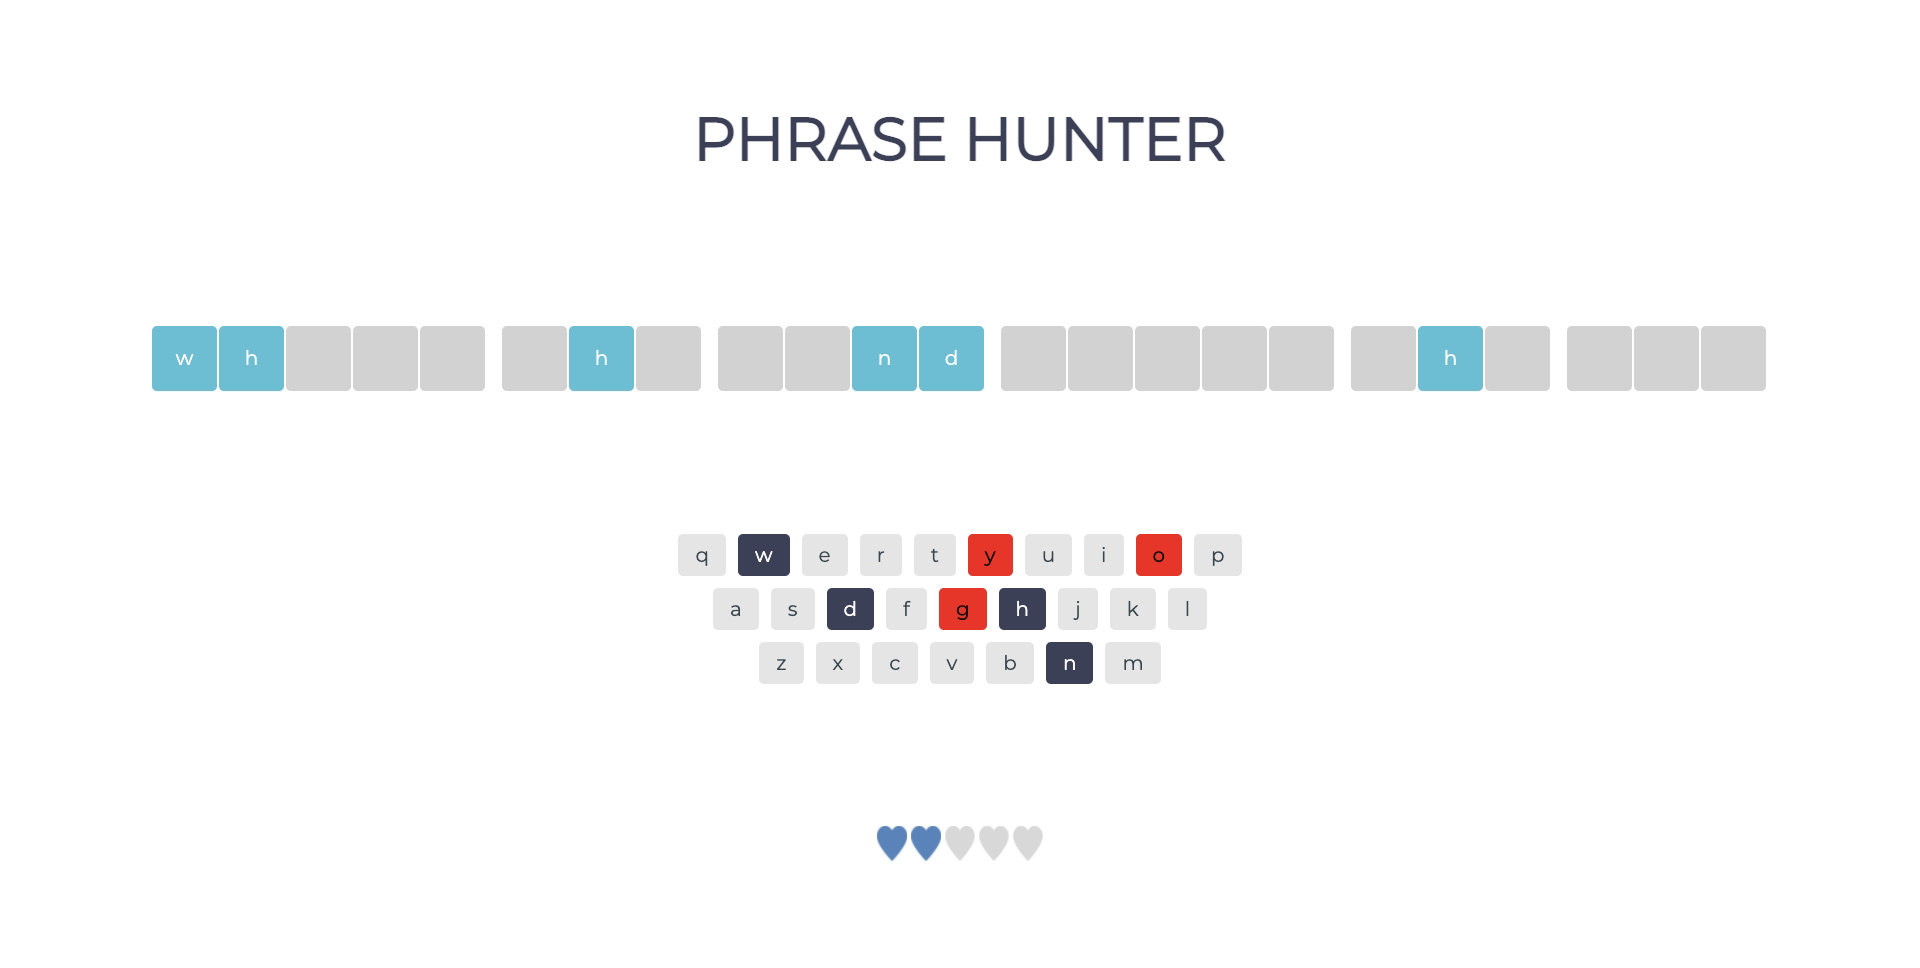 PHRASE HUNTER
w h h n d h
q w e r t y u i o p
a s d f g h j k l
z x c v b n m